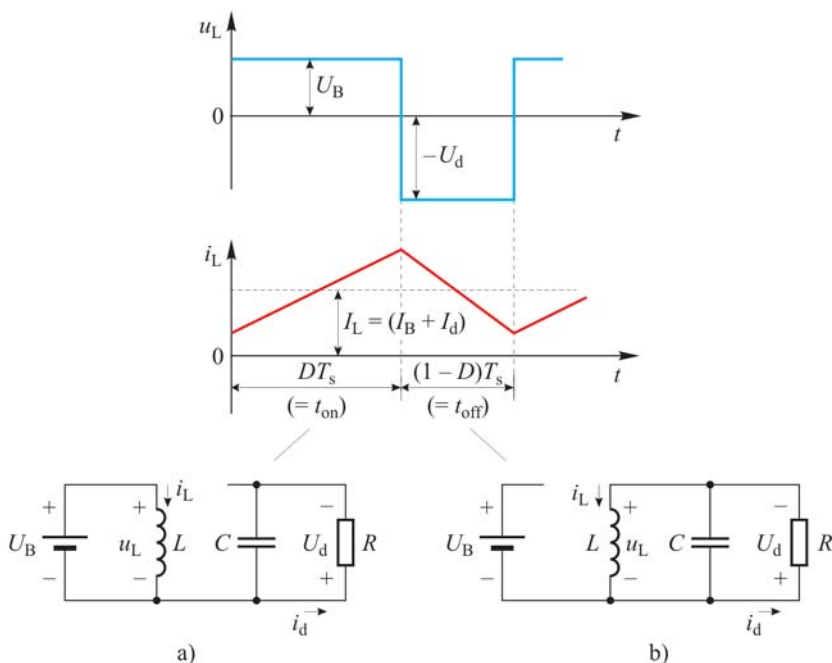 u_L
U_B
0
t
−U_d
i_L
I_L = (I_B + I_d)
0
DT_s (1 − D)T_s t
(= t_on) (= t_off)
+ + i_L −
U_B u_L L C U_d R
− − +
i_d
a)
+ i_L + −
U_B L u_L C U_d R
− − +
i_d
b)